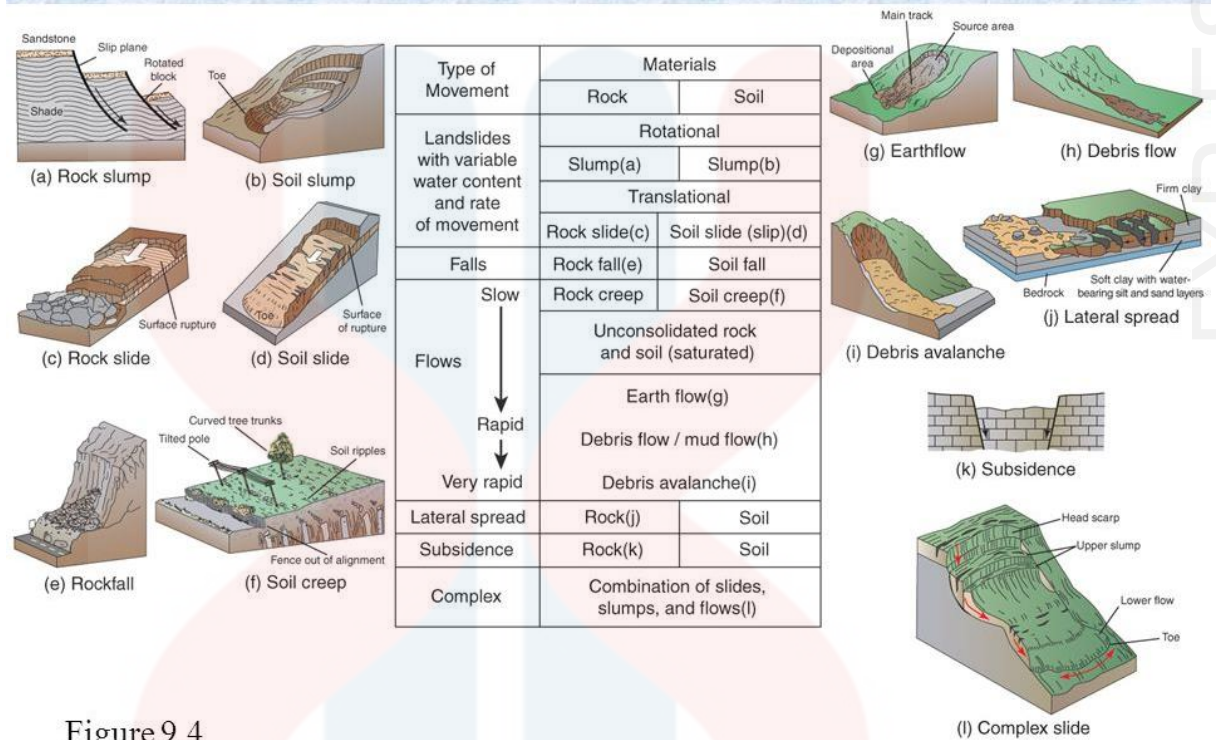 Sandstone
Slip plane
Rotated
block
Shade
(a) Rock slump
Toe
(b) Soil slump
Surface rupture
(c) Rock slide
Toe
Surface
of rupture
(d) Soil slide
(e) Rockfall
Curved tree trunks
Tilted pole
Soil ripples
Fence out of alignment
(f) Soil creep
Type of
Movement
Materials
Rock
Soil
Landslides
with variable
water content
and rate
of movement
Rotational
Slump(a)
Slump(b)
Translational
Rock slide(c)
Soil slide (slip)(d)
Falls
Rock fall(e)
Soil fall
Flows
Slow
Rapid
Very rapid
Rock creep
Soil creep(f)
Unconsolidated rock
and soil (saturated)
Earth flow(g)
Debris flow / mud flow(h)
Debris avalanche(i)
Lateral spread
Rock(j)
Soil
Subsidence
Rock(k)
Soil
Complex
Combination of slides,
slumps, and flows(l)
Main track
Source area
Depositional
area
(g) Earthflow
(h) Debris flow
(i) Debris avalanche
Firm clay
Bedrock
Soft clay with water-
bearing silt and sand layers
(j) Lateral spread
(k) Subsidence
Head scarp
Upper slump
Lower flow
Toe
(l) Complex slide
Figure 9.4